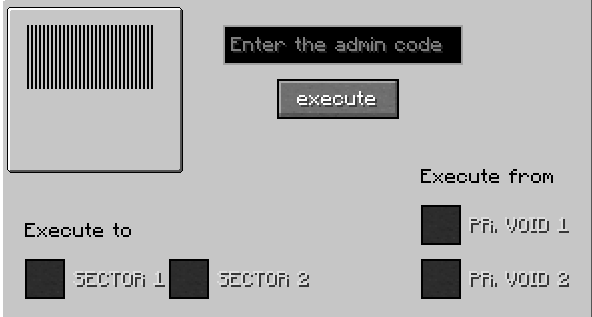 Enter the admin code
execute
Execute from
PR. VOID 1
Execute to
SECTOR 1 SECTOR 2
PR. VOID 2